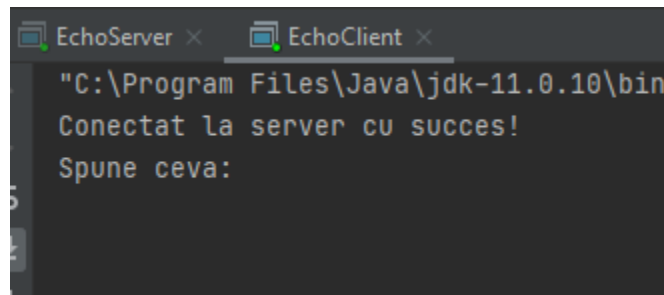 EchoServer EchoClient
"C:\Program Files\Java\jdk-11.0.10\bin
Conectat la server cu succes!
Spune ceva: